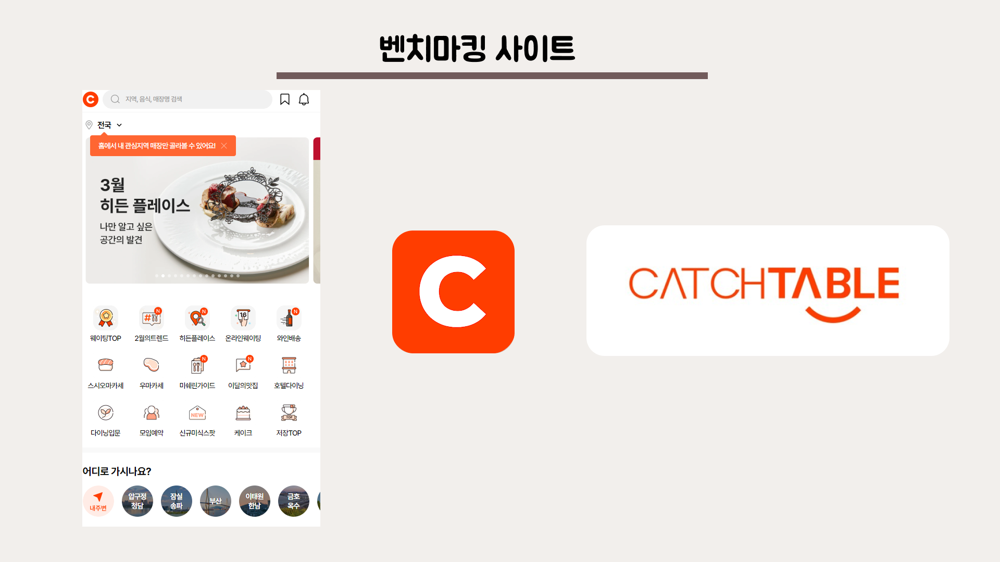 벤치마킹 사이트
C
지역, 음식, 매장명 검색
전국
홈에서 내 관심지역 매장만 골라볼 수 있어요!
3월
히든 플레이스
나만 알고 싶은
공간의 발견
# N N 16 N
웨이팅TOP 2월의트렌드 히든플레이스 온라인웨이팅 와인배송
N N
스시오마카세 우마카세 미쉐린가이드 이달의맛집 호텔다이닝
NEW TOP
다이닝입문 모임예약 신규미식스팟 케이크 저장TOP
어디로 가시나요?
내주변
압구정
청담
잠실
송파
부산
이태원
한남
금호
옥수
C
CATCHTABLE